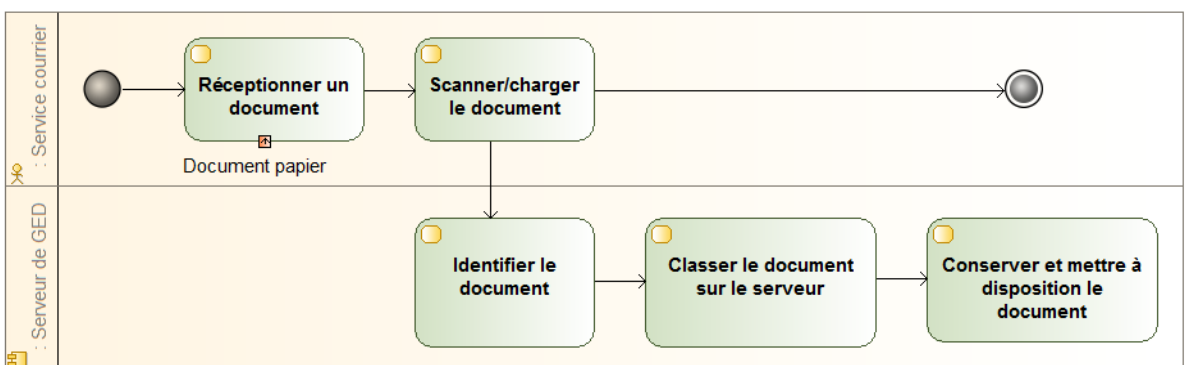 : Service courrier
Réceptionner un
document
Scanner/charger
le document
Document papier
: Serveur de GED
Identifier le
document
Classer le document
sur le serveur
Conserver et mettre à
disposition le
document